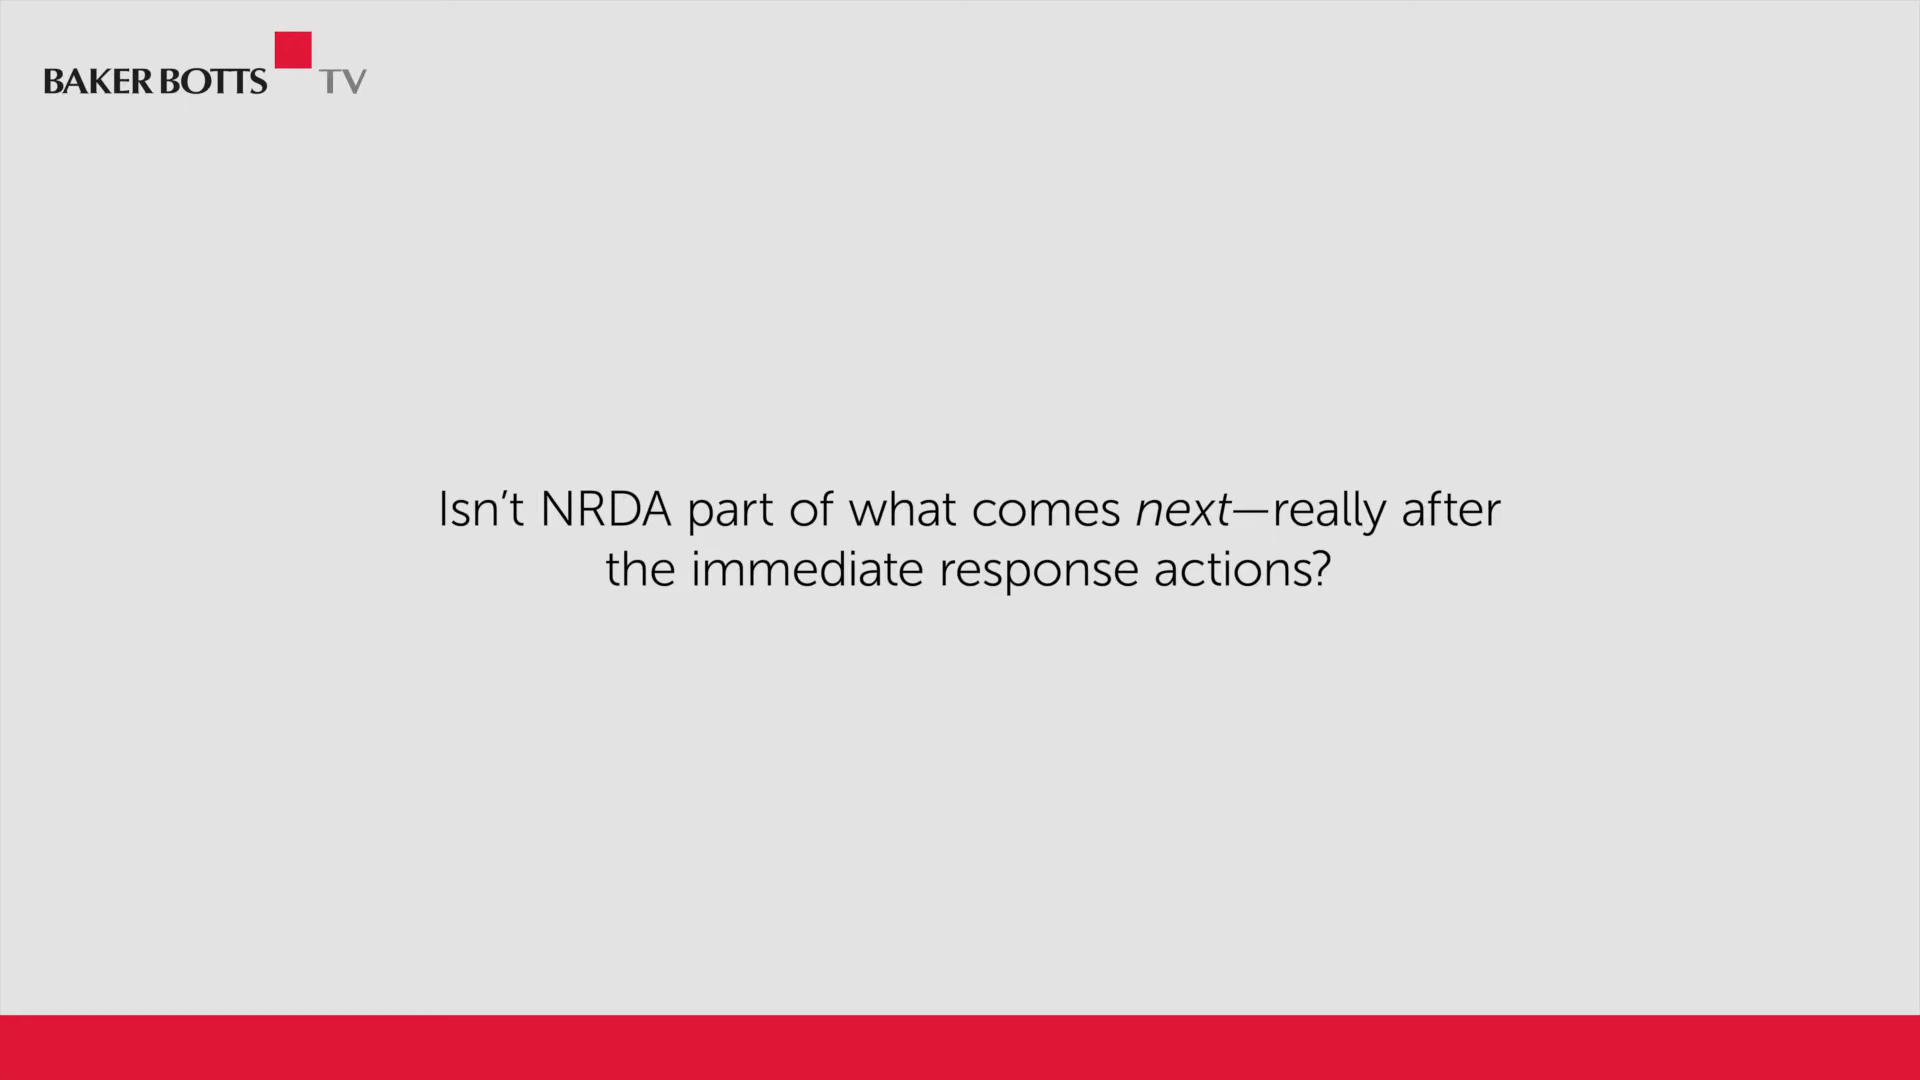 BAKER BOTTS TV
Isn’t NRDA part of what comes next—really after
the immediate response actions?